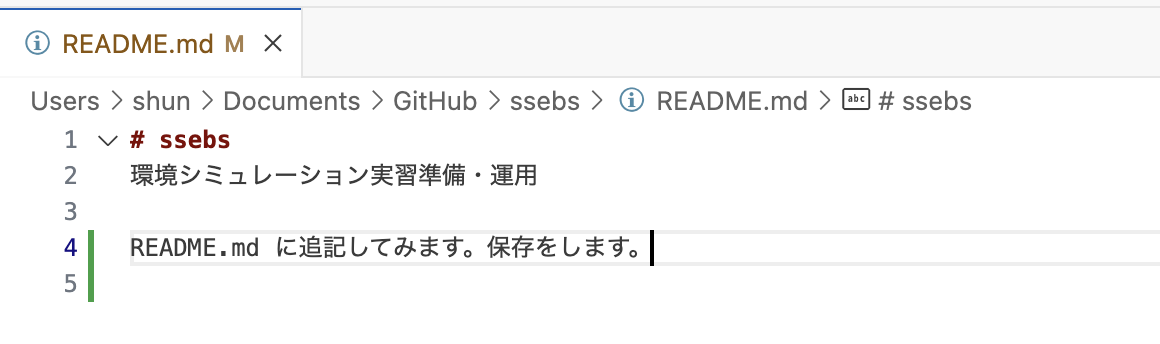 README.md M
Users > shun > Documents > GitHub > ssebs > README.md > abc # ssebs
1 # ssebs
2 環境シミュレーション実習準備・運用
3
4 README.md に追記してみます。保存をします。
5